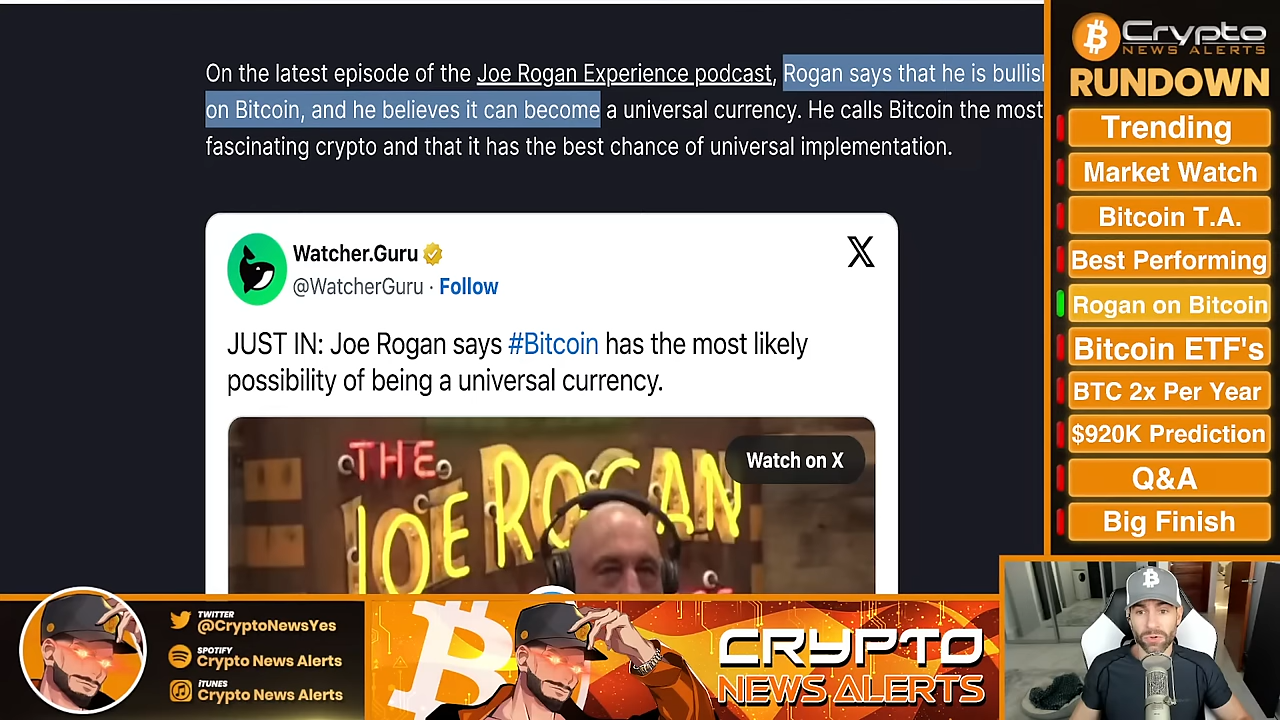 On the latest episode of the Joe Rogan Experience podcast, Rogan says that he is bullish
on Bitcoin, and he believes it can become a universal currency. He calls Bitcoin the most
fascinating crypto and that it has the best chance of universal implementation.
Watcher.Guru
@WatcherGuru · Follow
X
JUST IN: Joe Rogan says #Bitcoin has the most likely
possibility of being a universal currency.
Watch on X
THE
JOE ROGAN
Crypto
NEWS ALERTS
RUNDOWN
Trending
Market Watch
Bitcoin T.A.
Best Performing
Rogan on Bitcoin
Bitcoin ETF's
BTC 2x Per Year
$920K Prediction
Q&A
Big Finish
TWITTER
@CryptoNewsYes
SPOTIFY
Crypto News Alerts
iTUNES
Crypto News Alerts
CRYPTO
NEWS ALERTS